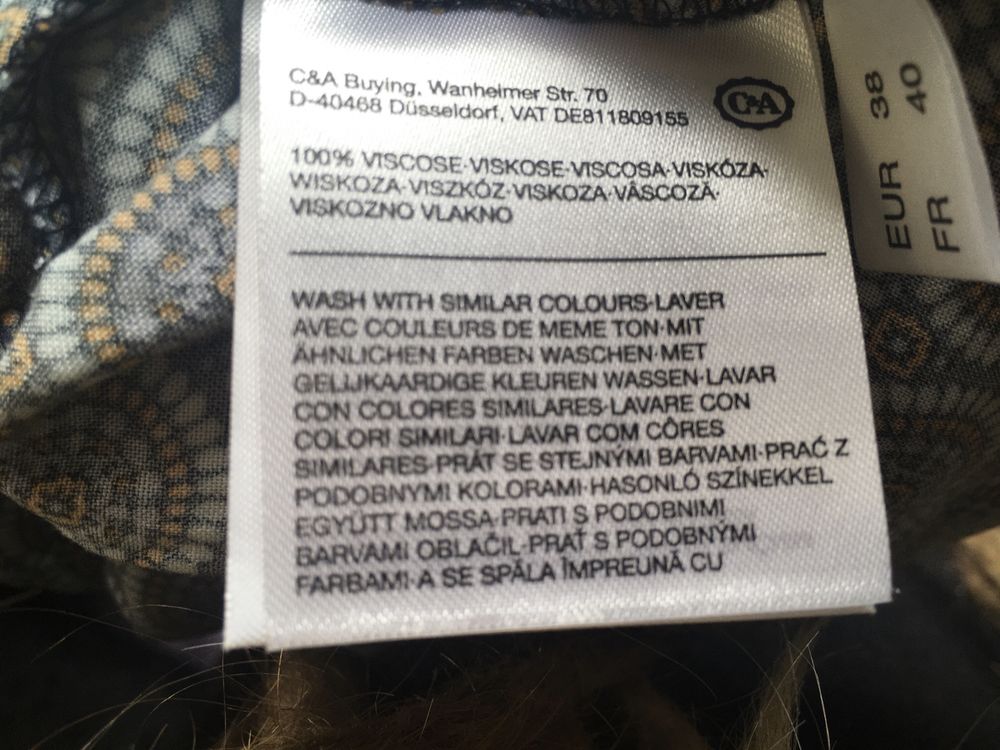 C&A Buying, Wanheimer Str. 70
D-40468 Düsseldorf, VAT DE811809155
C&A
100% VISCOSE·VISKOSE·VISCOSA·VISKÓZA·
WISKOZA·VISZKÓZ·VISKOZA·VÂSCOZĂ·
VISKOZNO VLAKNO
WASH WITH SIMILAR COLOURS·LAVER
AVEC COULEURS DE MEME TON·MIT
ÄHNLICHEN FARBEN WASCHEN·MET
GELIJKAARDIGE KLEUREN WASSEN·LAVAR
CON COLORES SIMILARES·LAVARE CON
COLORI SIMILARI·LAVAR COM CÔRES
SIMILARES·PRÁT SE STEJNÝMI BARVAMI·PRAĆ Z
PODOBNYMI KOLORAMI·HASONLÓ SZÍNEKKEL
EGYÜTT MOSSA·PRATI S PODOBNIMI
BARVAMI OBLAČIL·PRAŤ S PODOBNÝMI
FARBAMI·A SE SPĂLA ÎMPREUNĂ CU
EUR 38
FR 40